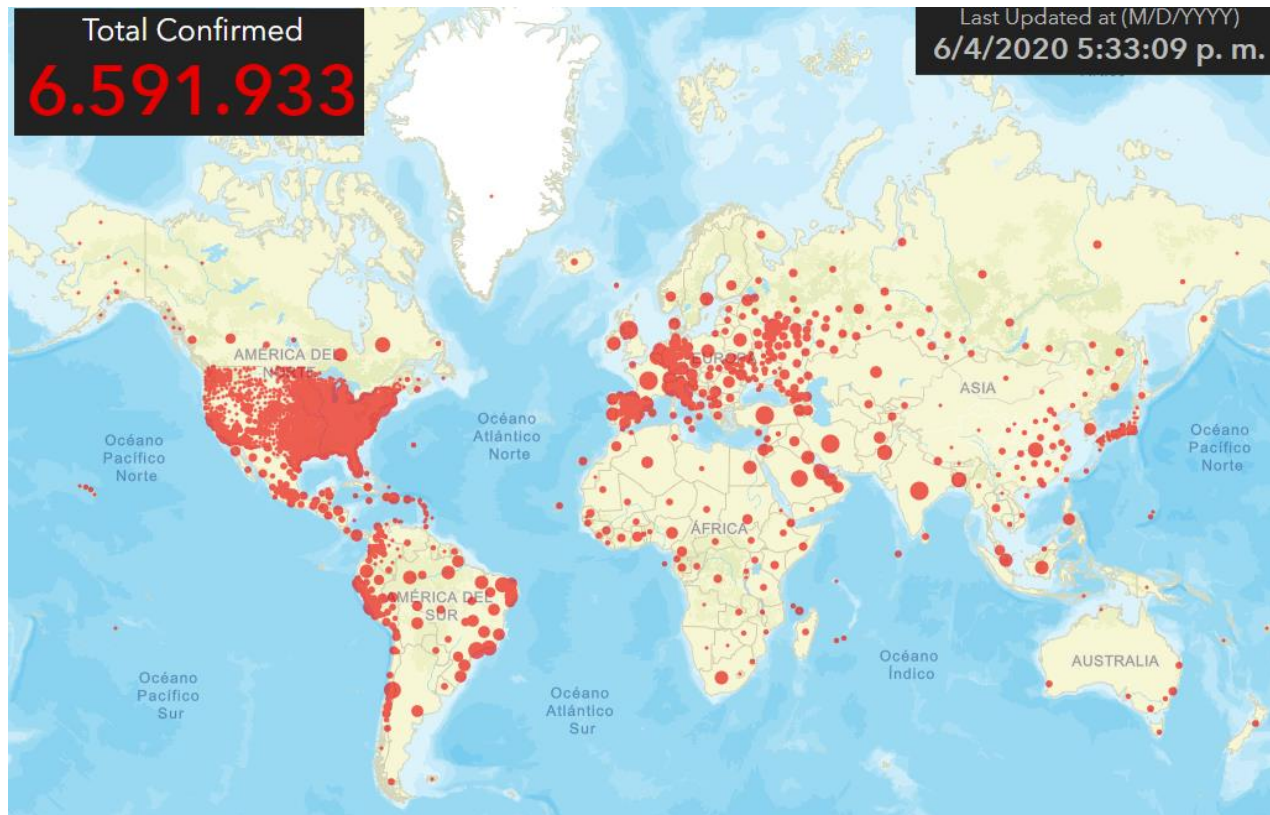 Total Confirmed
6.591.933
Last Updated at (M/D/YYYY)
6/4/2020 5:33:09 p. m.
AMÉRICA DEL
NORTE
EUROPA
ASIA
Océano
Pacífico
Norte
Océano
Atlántico
Norte
Océano
Pacífico
Norte
ÁFRICA
AMÉRICA DEL
SUR
Océano
Pacífico
Sur
Océano
Atlántico
Sur
Océano
Índico
AUSTRALIA